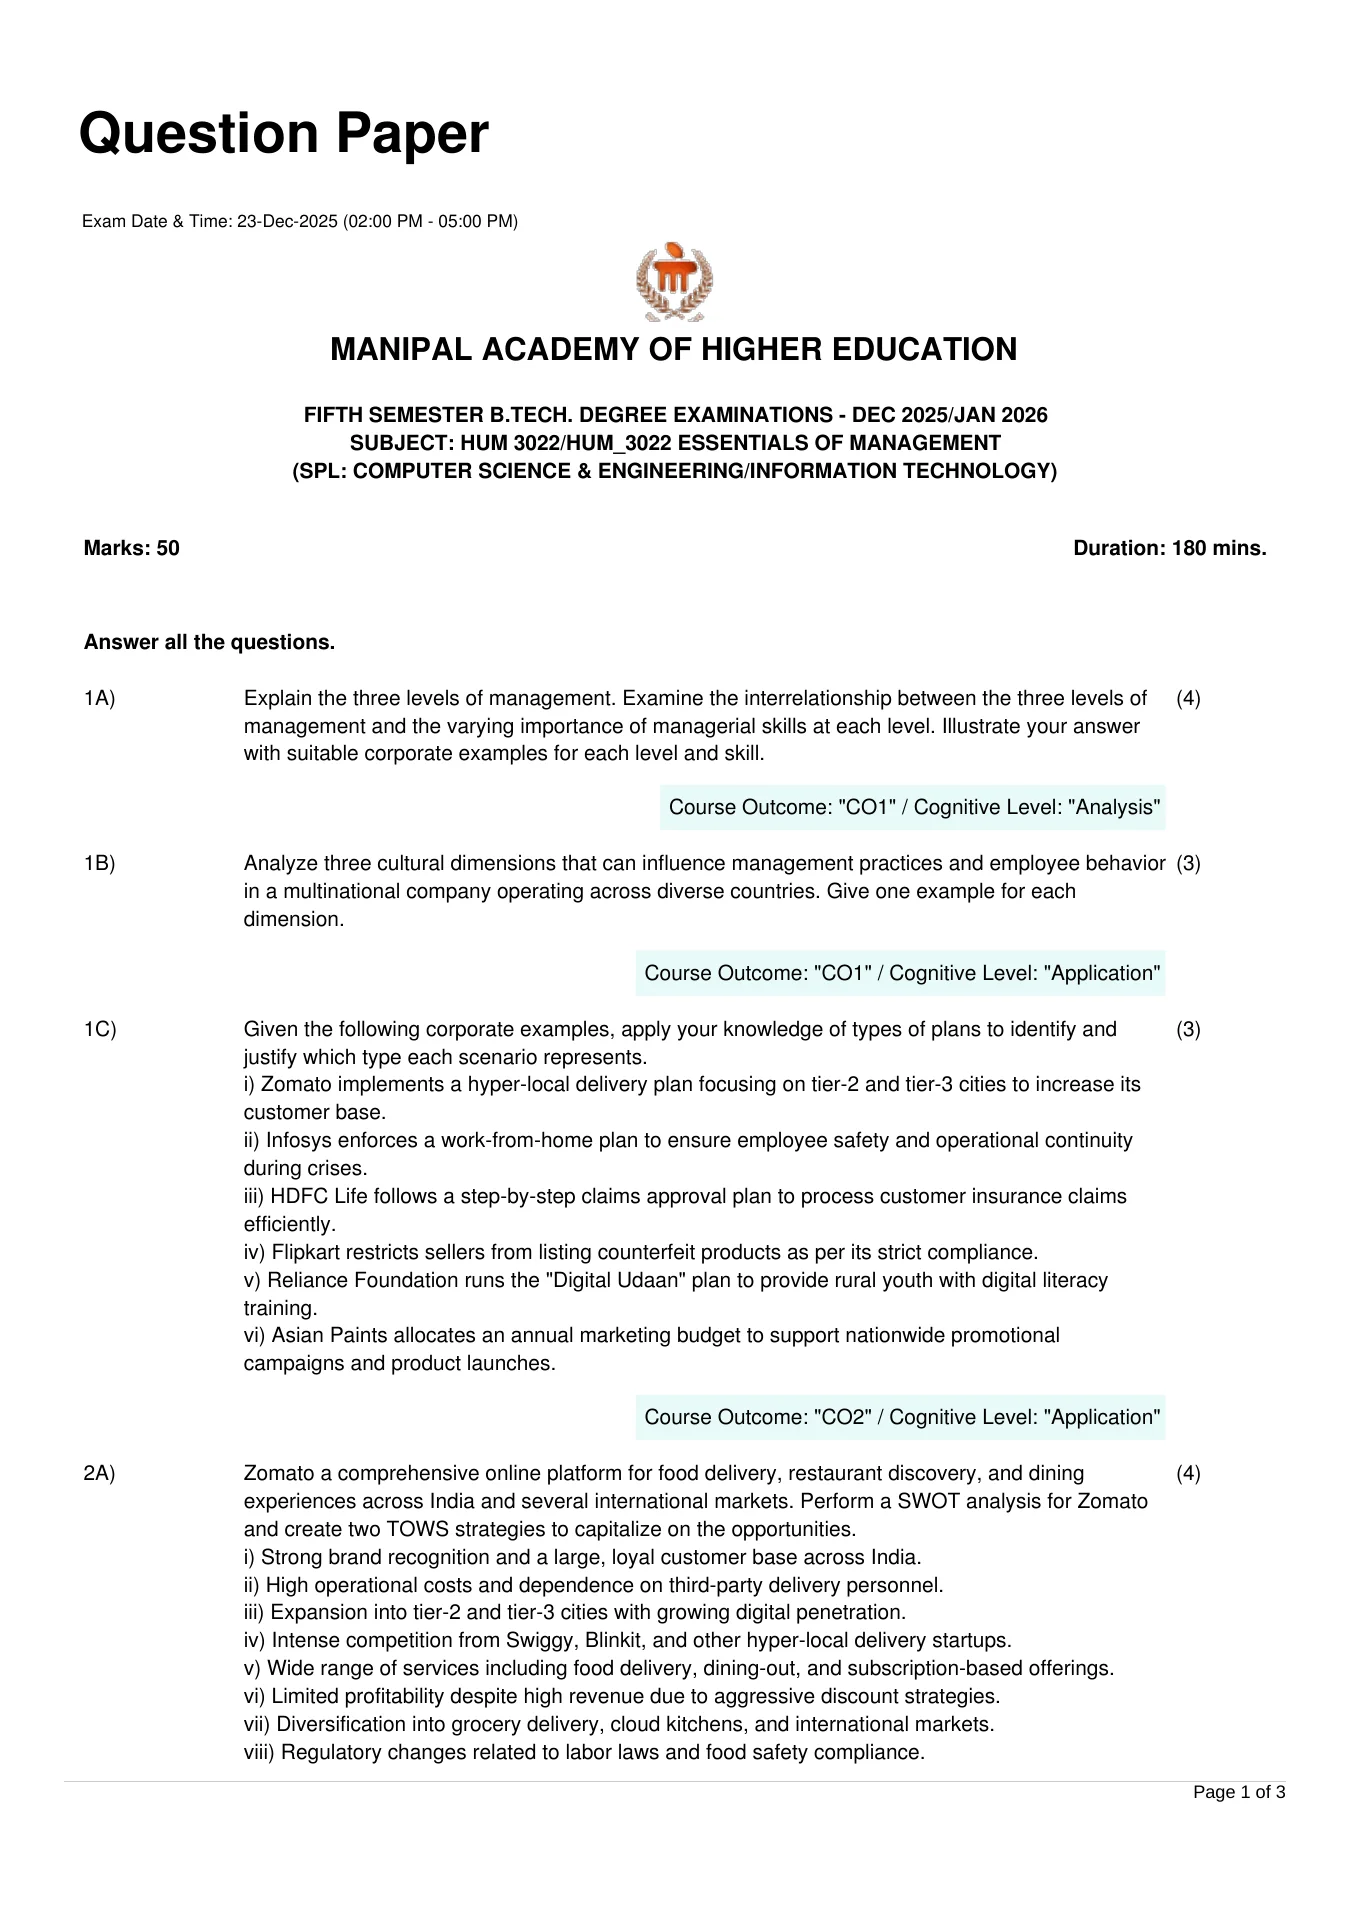 Question Paper
Exam Date & Time: 23-Dec-2025 (02:00 PM - 05:00 PM)
MANIPAL ACADEMY OF HIGHER EDUCATION
FIFTH SEMESTER B.TECH. DEGREE EXAMINATIONS - DEC 2025/JAN 2026
SUBJECT: HUM 3022/HUM_3022 ESSENTIALS OF MANAGEMENT
(SPL: COMPUTER SCIENCE & ENGINEERING/INFORMATION TECHNOLOGY)
Marks: 50 Duration: 180 mins.
Answer all the questions.
1A) Explain the three levels of management. Examine the interrelationship between the three levels of (4)
management and the varying importance of managerial skills at each level. Illustrate your answer
with suitable corporate examples for each level and skill.
Course Outcome: "CO1" / Cognitive Level: "Analysis"
1B) Analyze three cultural dimensions that can influence management practices and employee behavior (3)
in a multinational company operating across diverse countries. Give one example for each
dimension.
Course Outcome: "CO1" / Cognitive Level: "Application"
1C) Given the following corporate examples, apply your knowledge of types of plans to identify and (3)
justify which type each scenario represents.
i) Zomato implements a hyper-local delivery plan focusing on tier-2 and tier-3 cities to increase its
customer base.
ii) Infosys enforces a work-from-home plan to ensure employee safety and operational continuity
during crises.
iii) HDFC Life follows a step-by-step claims approval plan to process customer insurance claims
efficiently.
iv) Flipkart restricts sellers from listing counterfeit products as per its strict compliance.
v) Reliance Foundation runs the "Digital Udaan" plan to provide rural youth with digital literacy
training.
vi) Asian Paints allocates an annual marketing budget to support nationwide promotional
campaigns and product launches.
Course Outcome: "CO2" / Cognitive Level: "Application"
2A) Zomato a comprehensive online platform for food delivery, restaurant discovery, and dining (4)
experiences across India and several international markets. Perform a SWOT analysis for Zomato
and create two TOWS strategies to capitalize on the opportunities.
i) Strong brand recognition and a large, loyal customer base across India.
ii) High operational costs and dependence on third-party delivery personnel.
iii) Expansion into tier-2 and tier-3 cities with growing digital penetration.
iv) Intense competition from Swiggy, Blinkit, and other hyper-local delivery startups.
v) Wide range of services including food delivery, dining-out, and subscription-based offerings.
vi) Limited profitability despite high revenue due to aggressive discount strategies.
vii) Diversification into grocery delivery, cloud kitchens, and international markets.
viii) Regulatory changes related to labor laws and food safety compliance.
Page 1 of 3